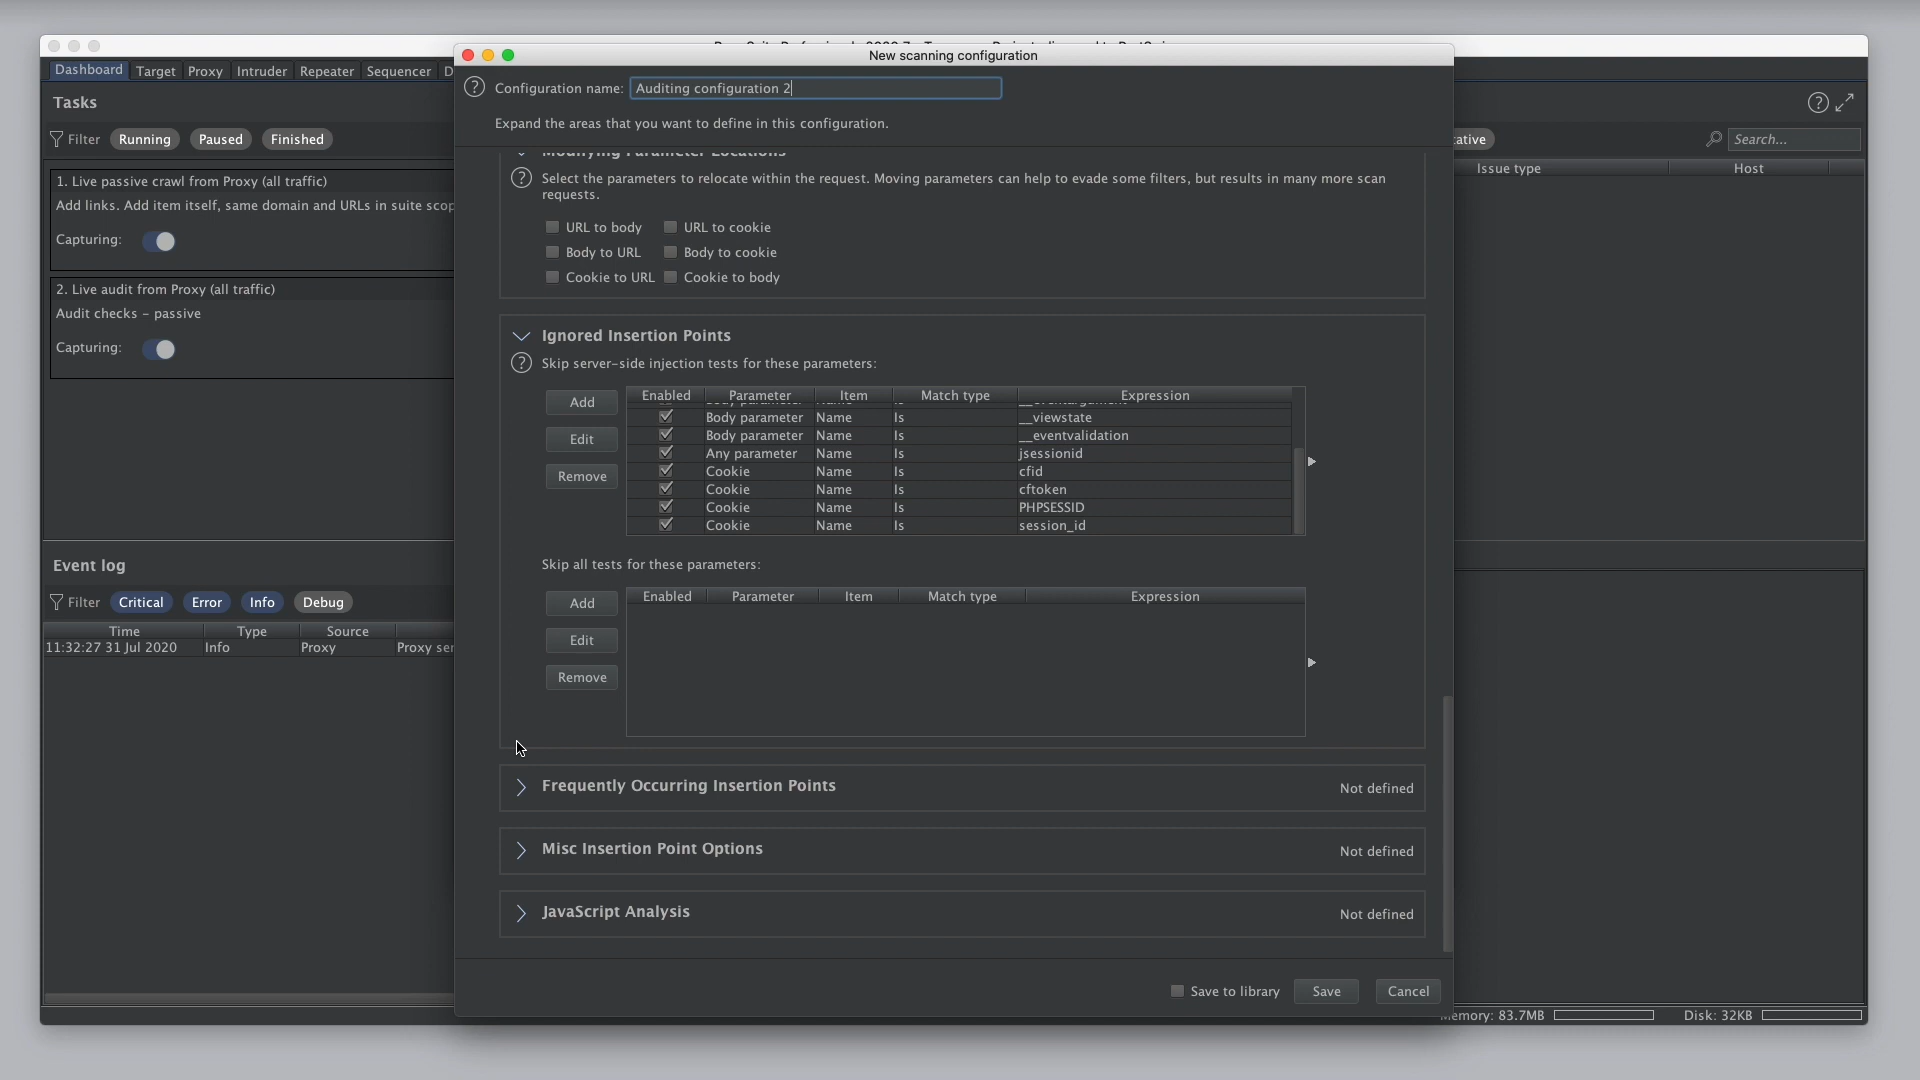 New scanning configuration
Dashboard Target Proxy Intruder Repeater Sequencer
Configuration name: Auditing configuration 2
Tasks
Expand the areas that you want to define in this configuration.
Filter Running Paused Finished
Search...
Issue type Host
Modifying Parameter Locations
1. Live passive crawl from Proxy (all traffic)
Add links. Add item itself, same domain and URLs in suite scop
Capturing:
2. Live audit from Proxy (all traffic)
Audit checks - passive
Capturing:
Select the parameters to relocate within the request. Moving parameters can help to evade some filters, but results in many more scan
requests.
URL to body URL to cookie
Body to URL Body to cookie
Cookie to URL Cookie to body
Ignored Insertion Points
Skip server-side injection tests for these parameters:
Add
Edit
Remove
Enabled Parameter Item Match type Expression
Body parameter Name Is __viewstate
Body parameter Name Is __eventvalidation
Any parameter Name Is jsessionid
Cookie Name Is cfid
Cookie Name Is cftoken
Cookie Name Is PHPSESSID
Cookie Name Is session_id
Skip all tests for these parameters:
Add
Edit
Remove
Enabled Parameter Item Match type Expression
Event log
Filter Critical Error Info Debug
Time Type Source
11:32:27 31 Jul 2020 Info Proxy Proxy ser
Frequently Occurring Insertion Points Not defined
Misc Insertion Point Options Not defined
JavaScript Analysis Not defined
Save to library Save Cancel
Memory: 83.7MB Disk: 32KB